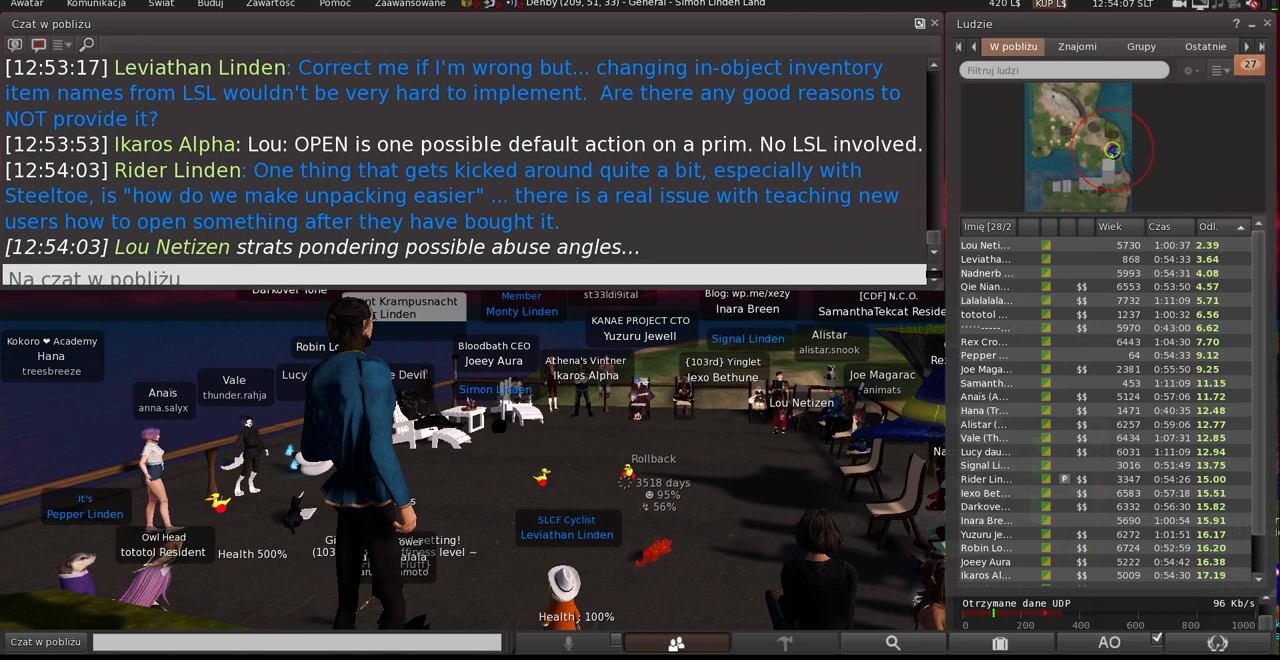 Awatar Komunikacja Świat Buduj Zawartość Pomoc Zaawansowane
Denby (209, 51, 33) - General - Simon Linden Land
420 L$ KUP L$ 12:54:07 SLT
Czat w pobliżu
[12:53:17] Leviathan Linden: Correct me if I'm wrong but... changing in-object inventory
item names from LSL wouldn't be very hard to implement. Are there any good reasons to
NOT provide it?
[12:53:53] Ikaros Alpha: Lou: OPEN is one possible default action on a prim. No LSL involved.
[12:54:03] Rider Linden: One thing that gets kicked around quite a bit, especially with
Steeltoe, is "how do we make unpacking easier" ... there is a real issue with teaching new
users how to open something after they have bought it.
[12:54:03] Lou Netizen strats pondering possible abuse angles...
Na czat w pobliżu
Kokoro ❤ Academy
Hana
treesbreeze
Anaïs
anna.salyx
Vale
thunder.rahja
Robin Lo
Lucy
Devil
Krampusnacht
Linden
Member
Monty Linden
st33ldi9ital
Blog: wp.me/xezy
Inara Breen
[CDF] N.C.O.
SamanthaTekcat Reside
KANAE PROJECT CTO
Yuzuru Jewell
Signal Linden
Alistar
alistar.snook
Bloodbath CEO
Joeey Aura
Simon Linden
Athena's Vintner
Ikaros Alpha
{103rd} Yinglet
Iexo Bethune
Joe Magarac
animats
Lou Netizen
Rollback
3518 days
95%
56%
It's
Pepper Linden
Owl Head
tototol Resident
Health 500%
SLCF Cyclist
Leviathan Linden
Health : 100%
Czat w pobliżu
AO
Ludzie
W pobliżu Znajomi Grupy Ostatnie
Filtruj ludzi
27
Imię [28/2 Wiek Czas Odl.
Lou Neti... 5730 1:00:37 2.39
Leviatha... 868 0:54:33 3.64
Nadnerb ... 5993 0:54:31 4.08
Qie Nian... $$ 6553 0:53:50 4.57
Lalalalala... $$ 7732 1:11:09 5.71
tototol ... $$ 1237 1:00:32 6.56
$$ 5970 0:43:00 6.62
Rex Cro... 6443 1:04:30 7.70
Pepper ... 64 0:54:33 9.12
Joe Maga... $$ 2381 0:55:50 9.25
Samanth... 453 1:11:09 11.15
Anaïs (A... $$ 5124 0:57:06 11.72
Hana (Tr... $$ 1471 0:40:35 12.48
Alistar (... $$ 6257 0:59:06 12.77
Vale (Th... $$ 6434 1:07:31 12.85
Lucy dau... $$ 6031 1:11:09 12.94
Signal Li... 3016 0:51:49 13.75
Rider Lin... P $$ 3347 0:54:26 15.00
Iexo Bet... $$ 6583 0:57:18 15.51
Darkove... $$ 6332 0:56:30 15.82
Inara Bre... 5690 1:00:54 15.91
Yuzuru Je... $$ 6272 1:01:51 16.17
Robin Lo... $$ 6724 0:52:59 16.20
Joeey Aura $$ 5222 0:54:42 16.38
Ikaros Al... $$ 5009 0:54:30 17.19
Otrzymane dane UDP 96 Kb/s
0 200 400 600 800 1000